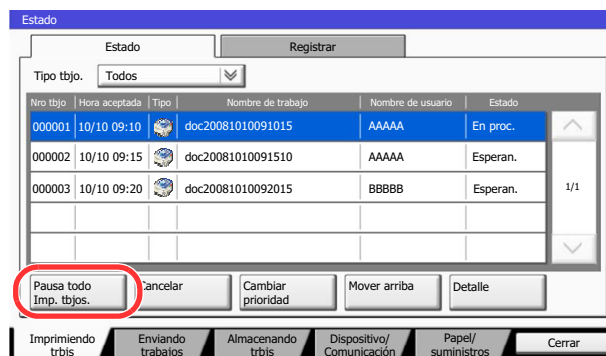 Estado
Estado Registrar
Tipo tbjo. Todos
Nro tbjo Hora aceptada Tipo Nombre de trabajo Nombre de usuario Estado
000001 10/10 09:10 doc20081010091015 AAAAA En proc.
000002 10/10 09:15 doc20081010091510 AAAAA Esperan.
000003 10/10 09:20 doc20081010092015 BBBBB Esperan.
1/1
Pausa todo
Imp. tbjos.
Cancelar
Cambiar
prioridad
Mover arriba
Detalle
Imprimiendo
trbis
Enviando
trabajos
Almacenando
trbis
Dispositivo/
Comunicación
Papel/
suministros
Cerrar